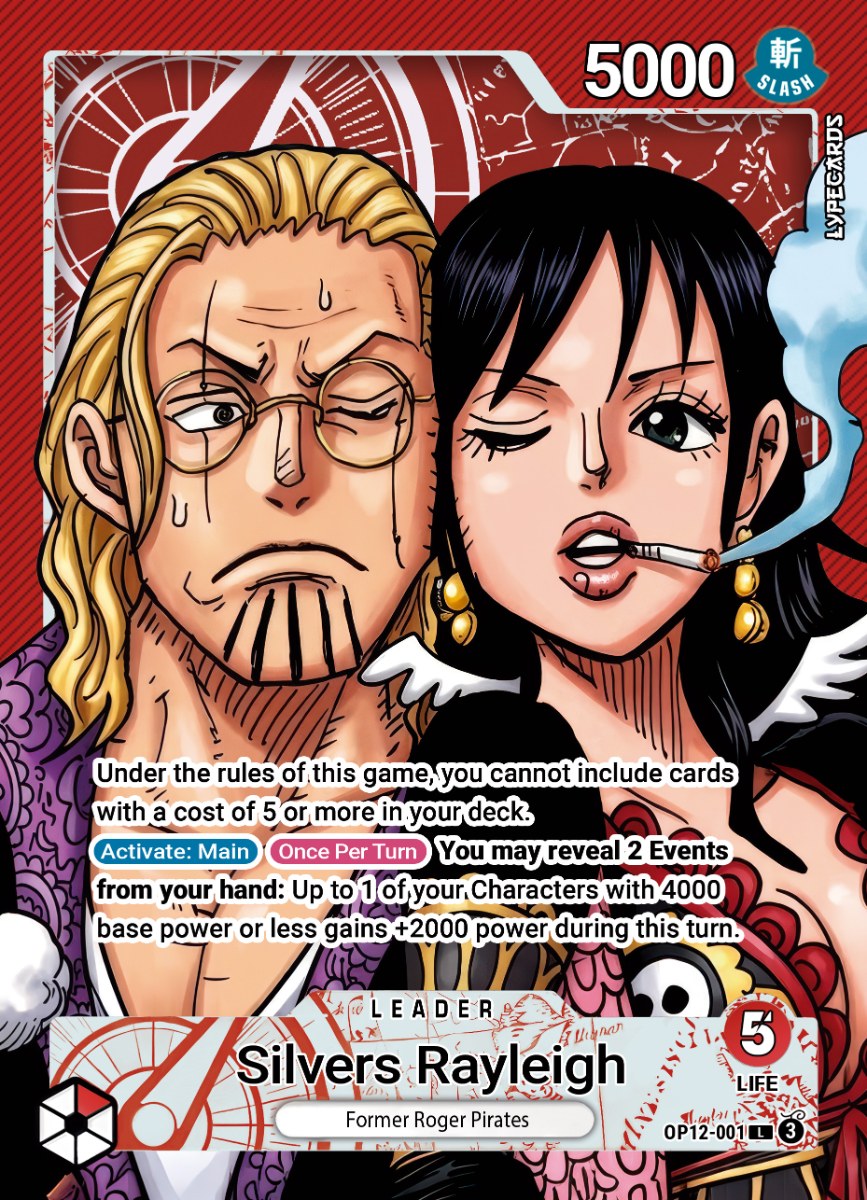 5000
斬
SLASH
LYPECARDS
Under the rules of this game, you cannot include cards
with a cost of 5 or more in your deck.
Activate: Main Once Per Turn You may reveal 2 Events
from your hand: Up to 1 of your Characters with 4000
base power or less gains +2000 power during this turn.
LEADER
Silvers Rayleigh
5
LIFE
Former Roger Pirates
OP12-001 L 3